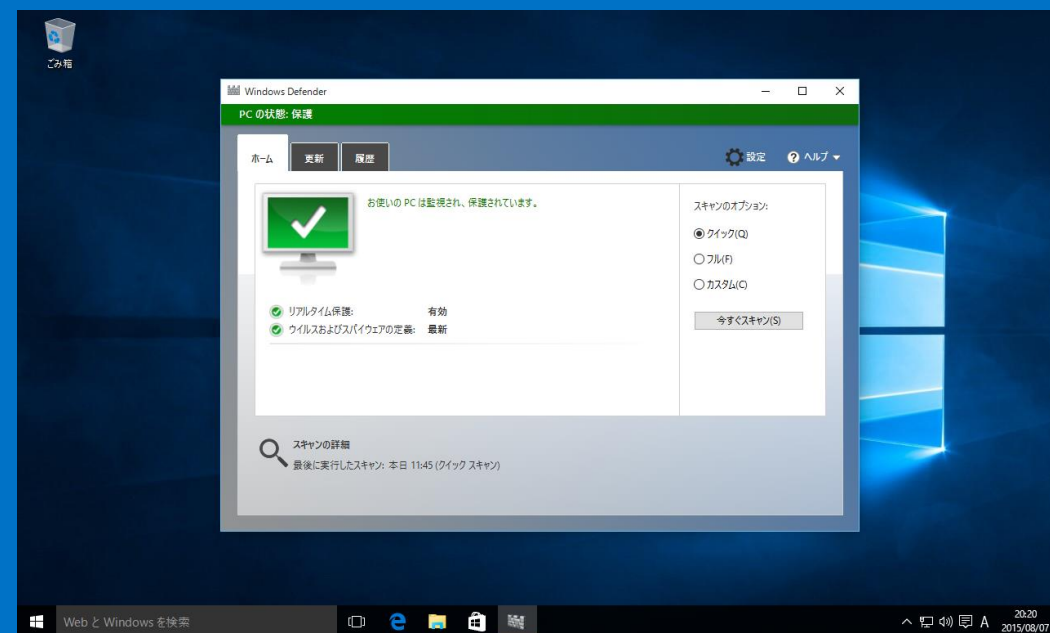 ごみ箱
Windows Defender
PC の状態: 保護
ホーム 更新 履歴 設定 ? ヘルプ
お使いの PC は監視され、保護されています。
スキャンのオプション:
クイック(Q)
フル(F)
カスタム(C)
今すぐスキャン(S)
リアルタイム保護: 有効
ウイルスおよびスパイウェアの定義: 最新
スキャンの詳細
最後に実行したスキャン: 本日 11:45 (クイック スキャン)
Web と Windows を検索
A
20:20
2015/08/07